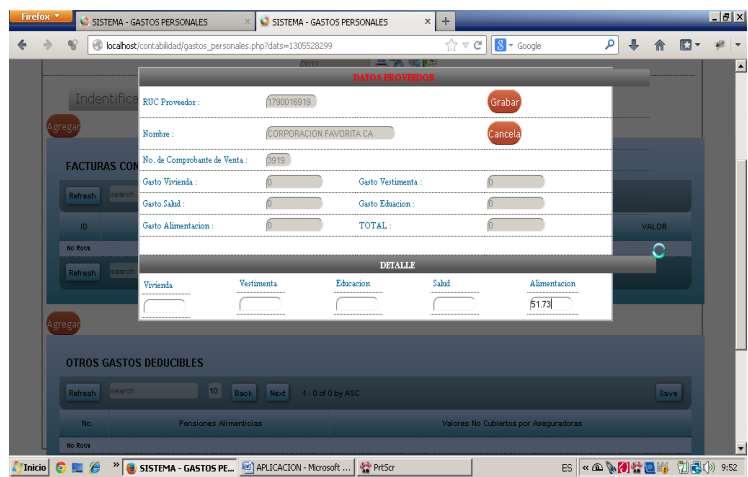 Firefox
SISTEMA - GASTOS PERSONALES × SISTEMA - GASTOS PERSONALES × +
localhost/contabilidad/gastos_personales.php?dats=1305528299 Google
DATOS PROVEEDOR
Indentifica
RUC Proveedor : 1790016919 Grabar
Agregar
Nombre : CORPORACION FAVORITA CA Cancela
No. de Comprobante de Venta : 3919
FACTURAS CON
Gasto Vivienda : 0 Gasto Vestimenta : 0
Refresh search
Gasto Salud : 0 Gasto Eduacion : 0
ID Gasto Alimentacion : 0 TOTAL : 0 VALOR
No Rows
DETALLE
Refresh search
Vivienda Vestimenta Educacion Salud Alimentacion
51.73
Agregar
OTROS GASTOS DEDUCIBLES
Refresh search 10 Back Next 1 - 0 of 0 by ASC Save
No. Pensiones Alimenticias Valores No Cubiertos por Aseguradoras
No Rows
Inicio » SISTEMA - GASTOS PE... APLICACION - Microsoft ... PrtScr ES « 9:52